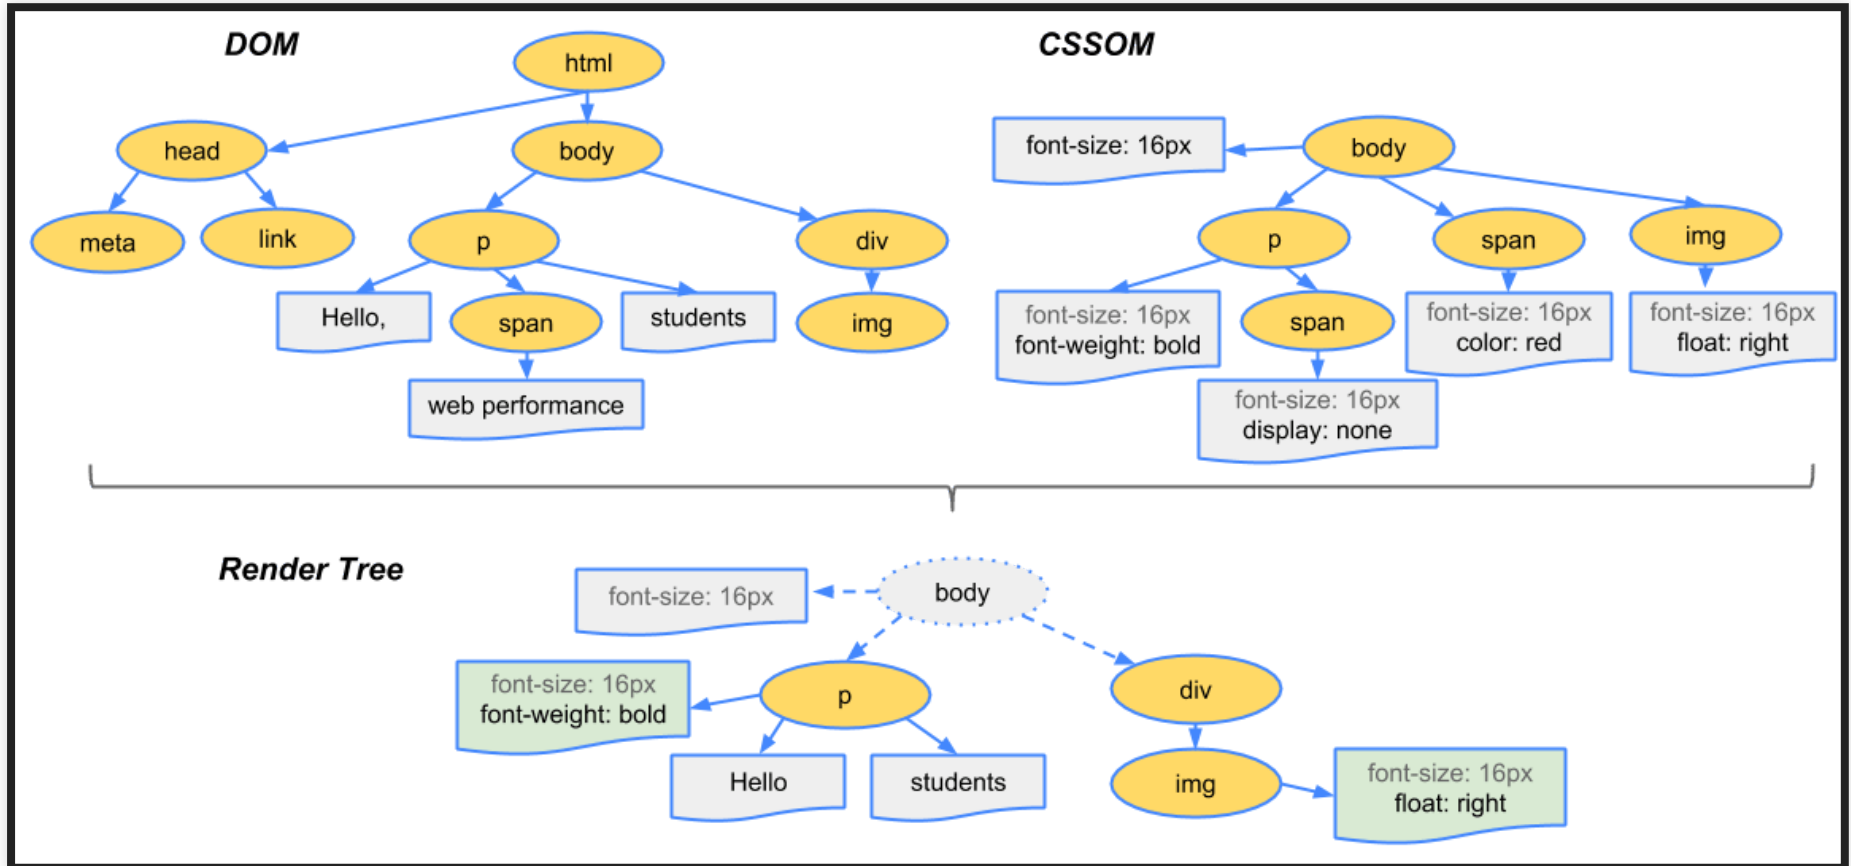 DOM
CSSOM
html
head
body
meta
link
p
div
Hello,
span
students
img
web performance
font-size: 16px
body
p
span
img
font-size: 16px
font-weight: bold
span
font-size: 16px
color: red
font-size: 16px
float: right
font-size: 16px
display: none
Render Tree
font-size: 16px
body
font-size: 16px
font-weight: bold
p
div
Hello
students
img
font-size: 16px
float: right